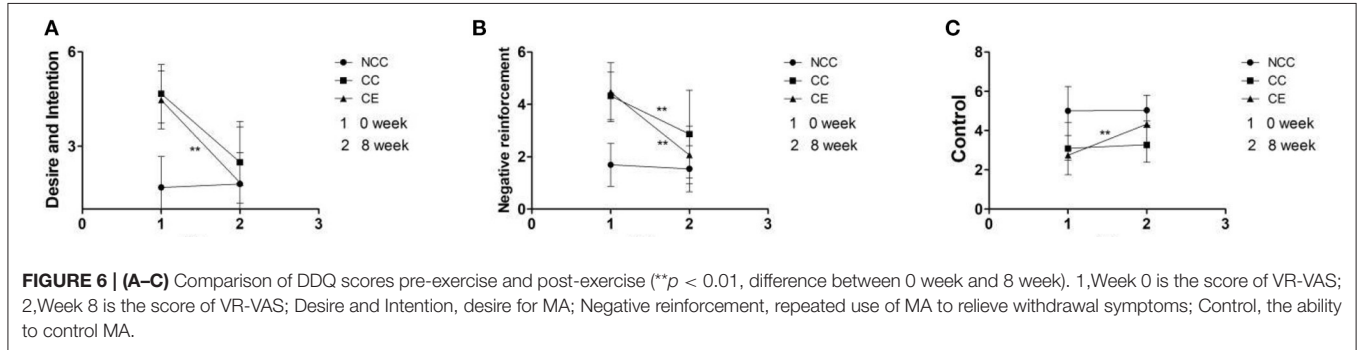 A
Desire and Intention
6
3
0
1
2
3
**
NCC
CC
CE
1 0 week
2 8 week
B
Negative reinforcement
6
4
2
0
0
1
2
3
**
**
NCC
CC
CE
1 0 week
2 8 week
C
Control
8
6
4
2
0
0
1
2
3
**
NCC
CC
CE
1 0 week
2 8 week
FIGURE 6 | (A–C) Comparison of DDQ scores pre-exercise and post-exercise (**p < 0.01, difference between 0 week and 8 week). 1,Week 0 is the score of VR-VAS;
2,Week 8 is the score of VR-VAS; Desire and Intention, desire for MA; Negative reinforcement, repeated use of MA to relieve withdrawal symptoms; Control, the ability
to control MA.